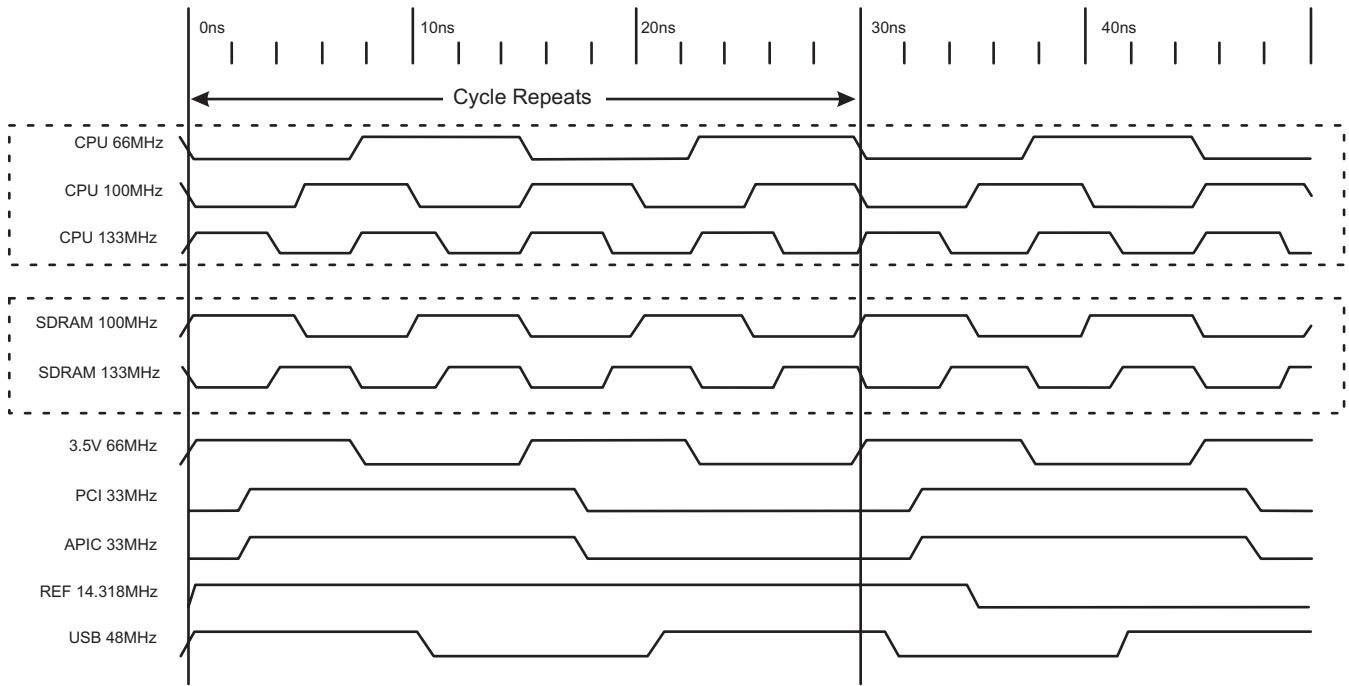 0ns 10ns 20ns 30ns 40ns
Cycle Repeats
CPU 66MHz
CPU 100MHz
CPU 133MHz
SDRAM 100MHz
SDRAM 133MHz
3.5V 66MHz
PCI 33MHz
APIC 33MHz
REF 14.318MHz
USB 48MHz